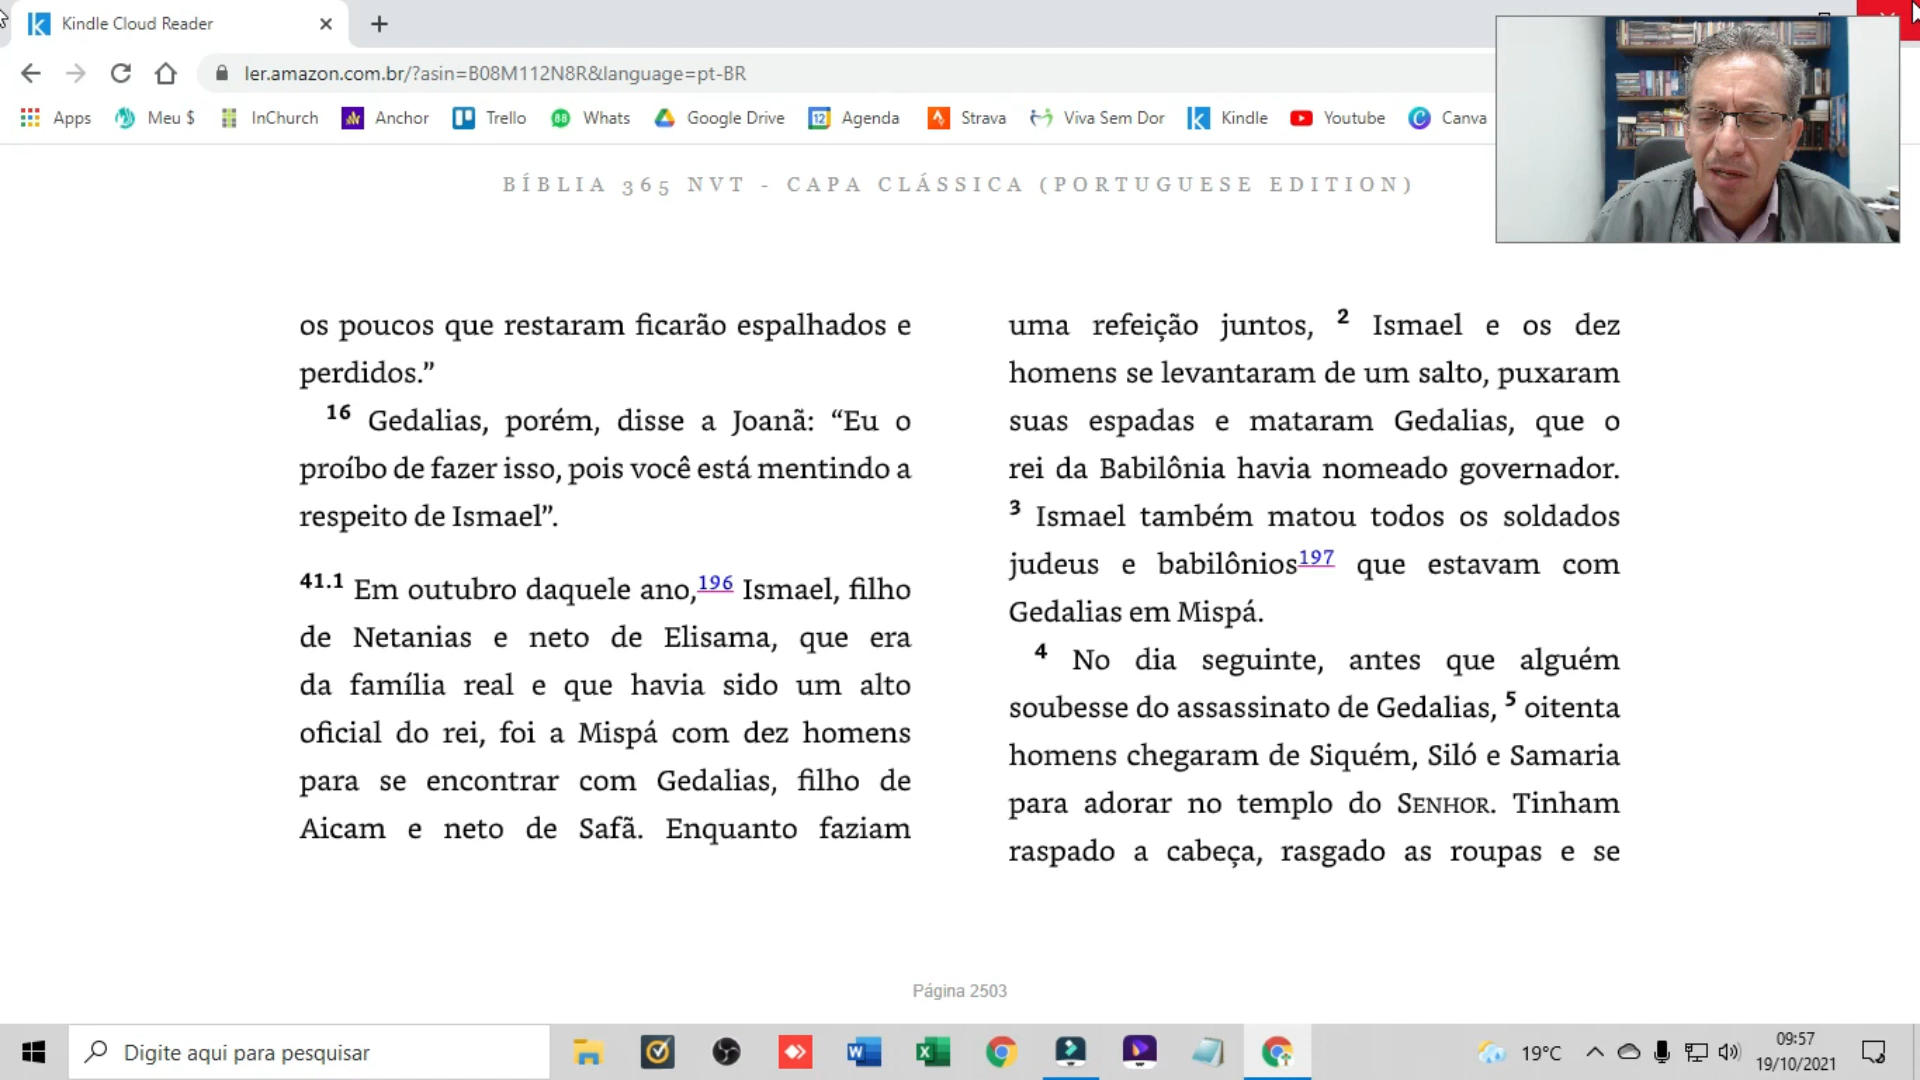 Kindle Cloud Reader
ler.amazon.com.br/?asin=B08M112N8R&language=pt-BR
Apps Meu $ InChurch Anchor Trello Whats Google Drive Agenda Strava Viva Sem Dor Kindle Youtube Canva
BÍBLIA 365 NVT - CAPA CLÁSSICA (PORTUGUESE EDITION)
os poucos que restaram ficarão espalhados e
perdidos.”
16 Gedalias, porém, disse a Joanã: “Eu o
proíbo de fazer isso, pois você está mentindo a
respeito de Ismael”.
41.1 Em outubro daquele ano,196 Ismael, filho
de Netanias e neto de Elisama, que era
da família real e que havia sido um alto
oficial do rei, foi a Mispá com dez homens
para se encontrar com Gedalias, filho de
Aicam e neto de Safã. Enquanto faziam
uma refeição juntos, 2 Ismael e os dez
homens se levantaram de um salto, puxaram
suas espadas e mataram Gedalias, que o
rei da Babilônia havia nomeado governador.
3 Ismael também matou todos os soldados
judeus e babilônios197 que estavam com
Gedalias em Mispá.
4 No dia seguinte, antes que alguém
soubesse do assassinato de Gedalias, 5 oitenta
homens chegaram de Siquém, Siló e Samaria
para adorar no templo do SENHOR. Tinham
raspado a cabeça, rasgado as roupas e se
Página 2503
Digite aqui para pesquisar
19°C
09:57
19/10/2021